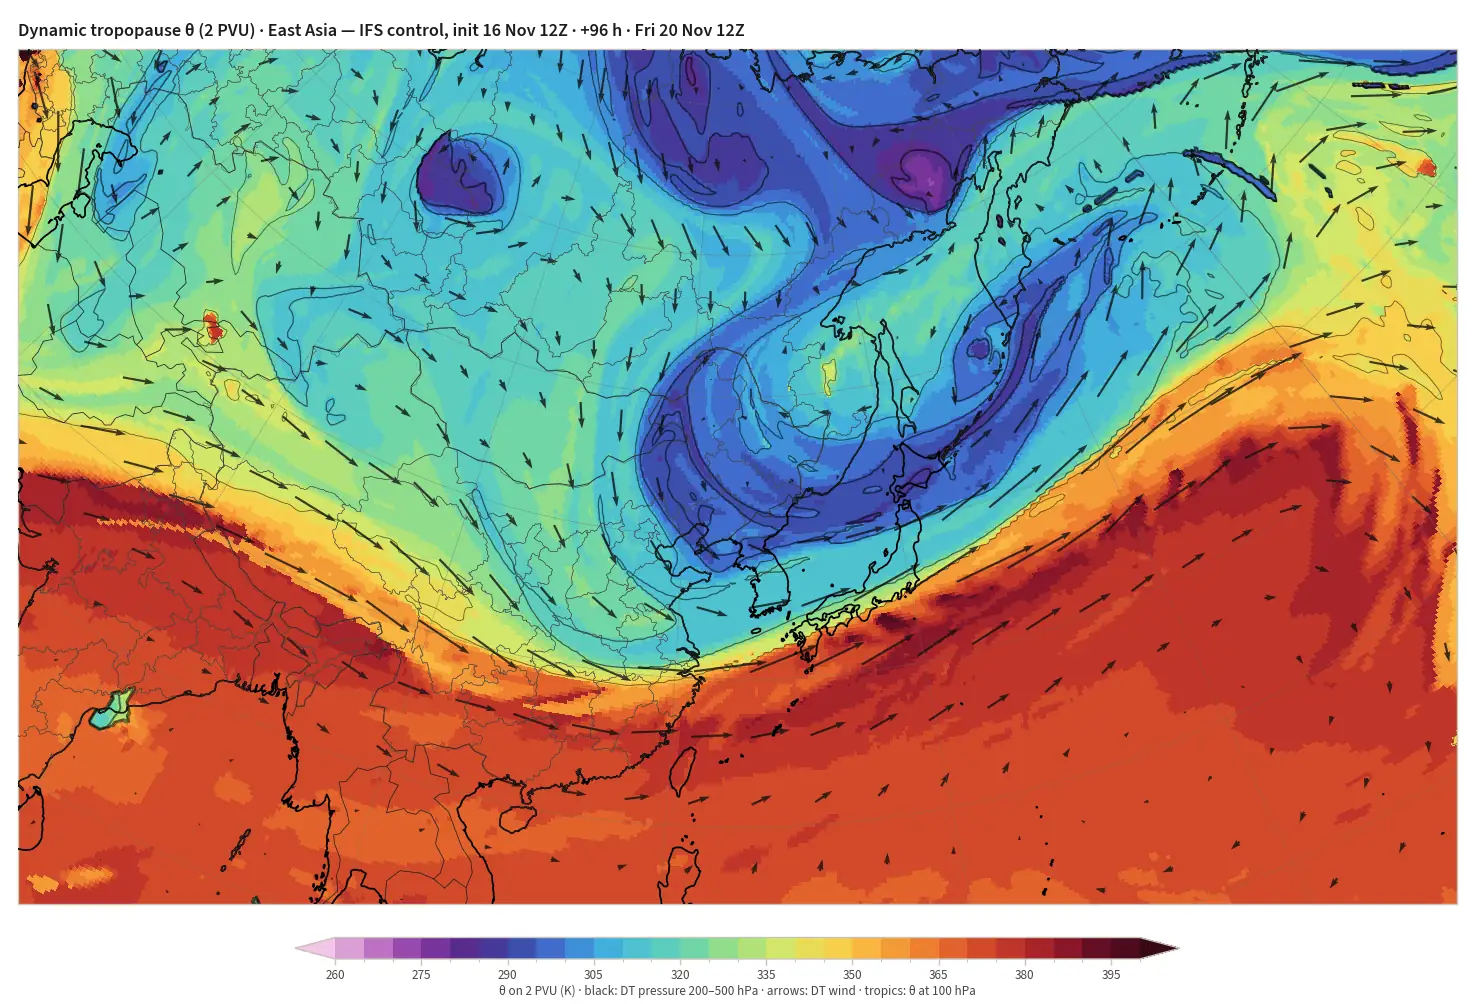 Dynamic tropopause θ (2 PVU) · East Asia — IFS control, init 16 Nov 12Z · +96 h · Fri 20 Nov 12Z
260 275 290 305 320 335 350 365 380 395
θ on 2 PVU (K) · black: DT pressure 200–500 hPa · arrows: DT wind · tropics: θ at 100 hPa